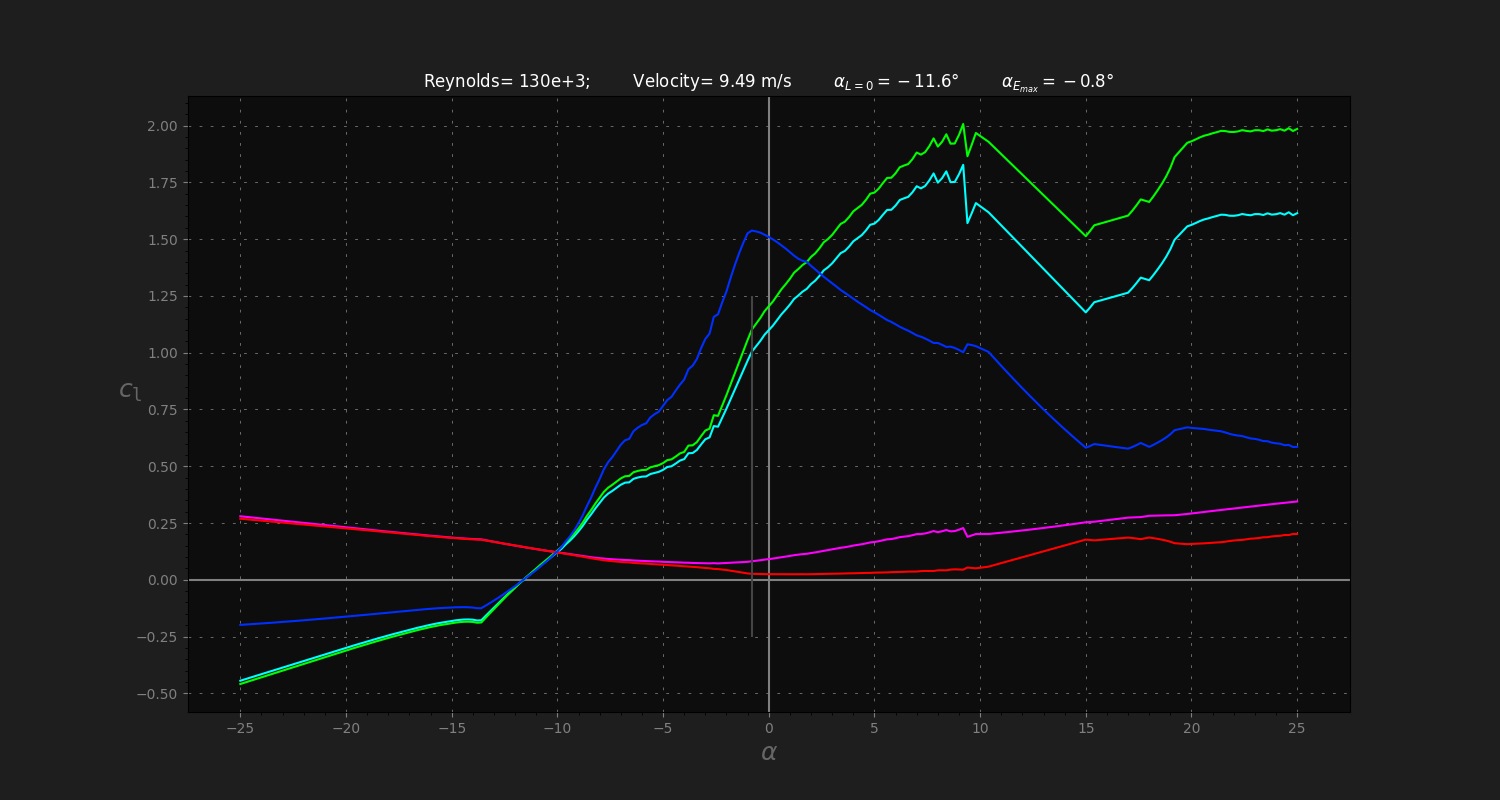 Reynolds= 130e+3; Velocity= 9.49 m/s α_{L=0} = −11.6° α_{E_{max}} = −0.8°
2.00
1.75
1.50
1.25
1.00
c_l
0.75
0.50
0.25
0.00
−0.25
−0.50
−25 −20 −15 −10 −5 0 5 10 15 20 25
α